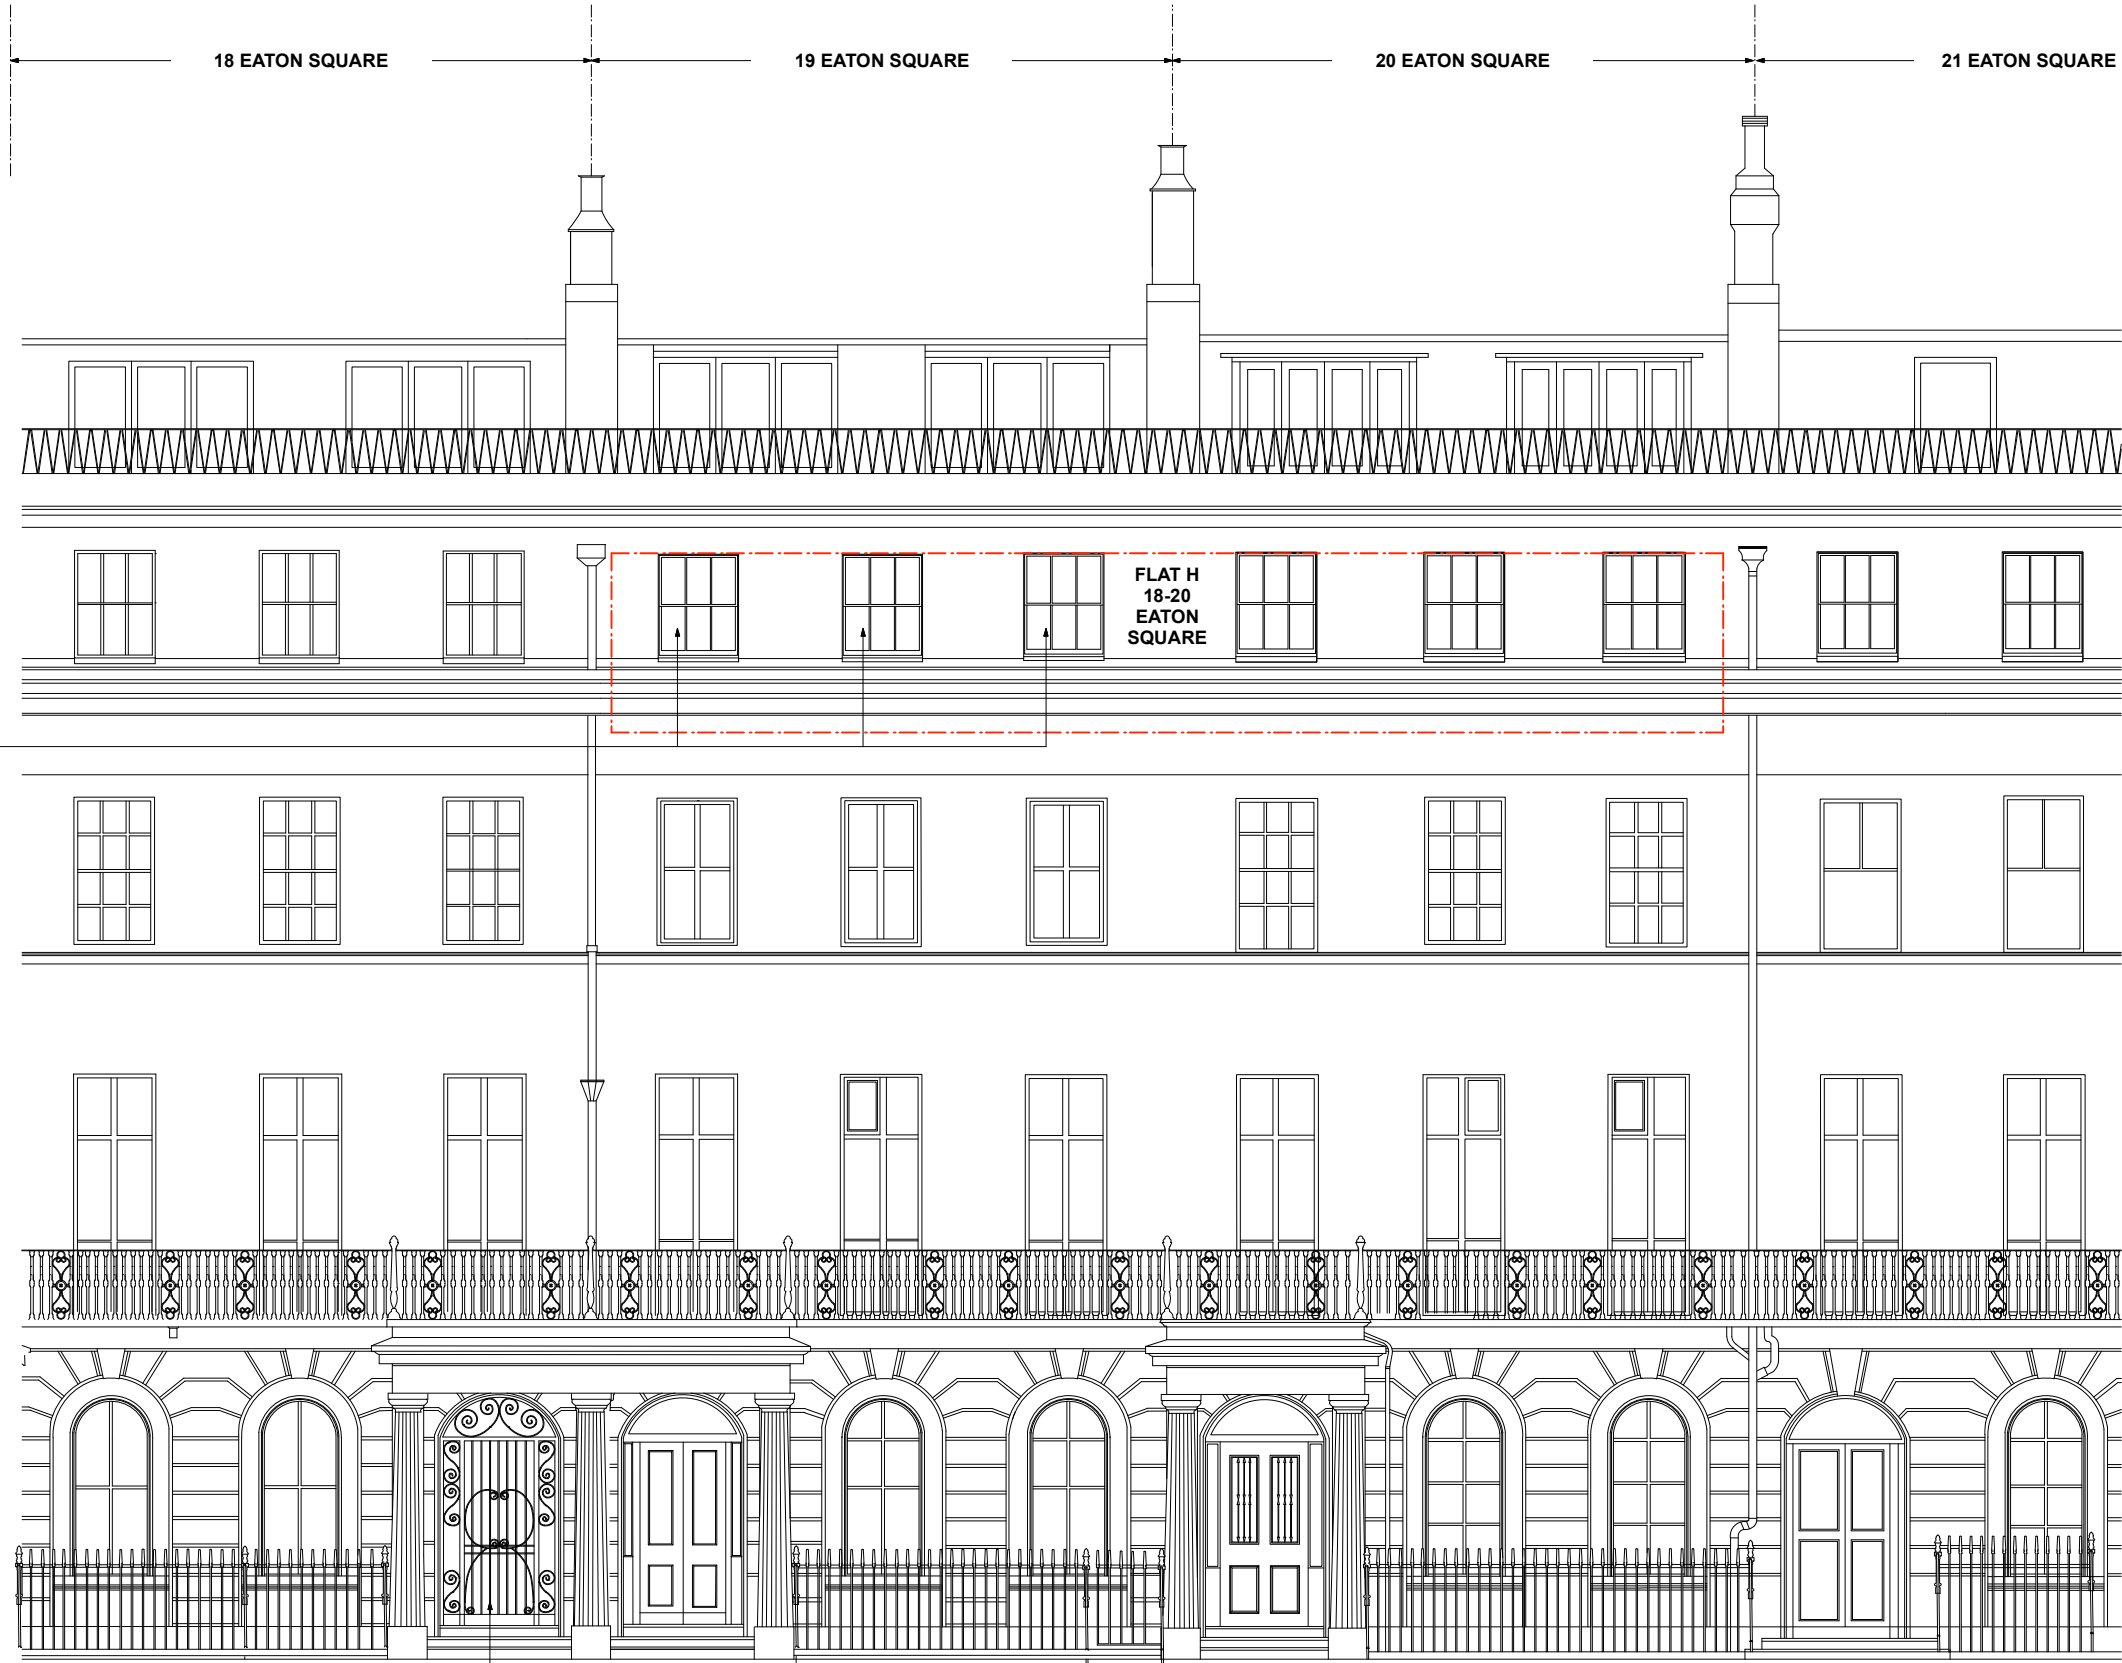 18 EATON SQUARE
19 EATON SQUARE
20 EATON SQUARE
21 EATON SQUARE
FLAT H
18-20
EATON
SQUARE